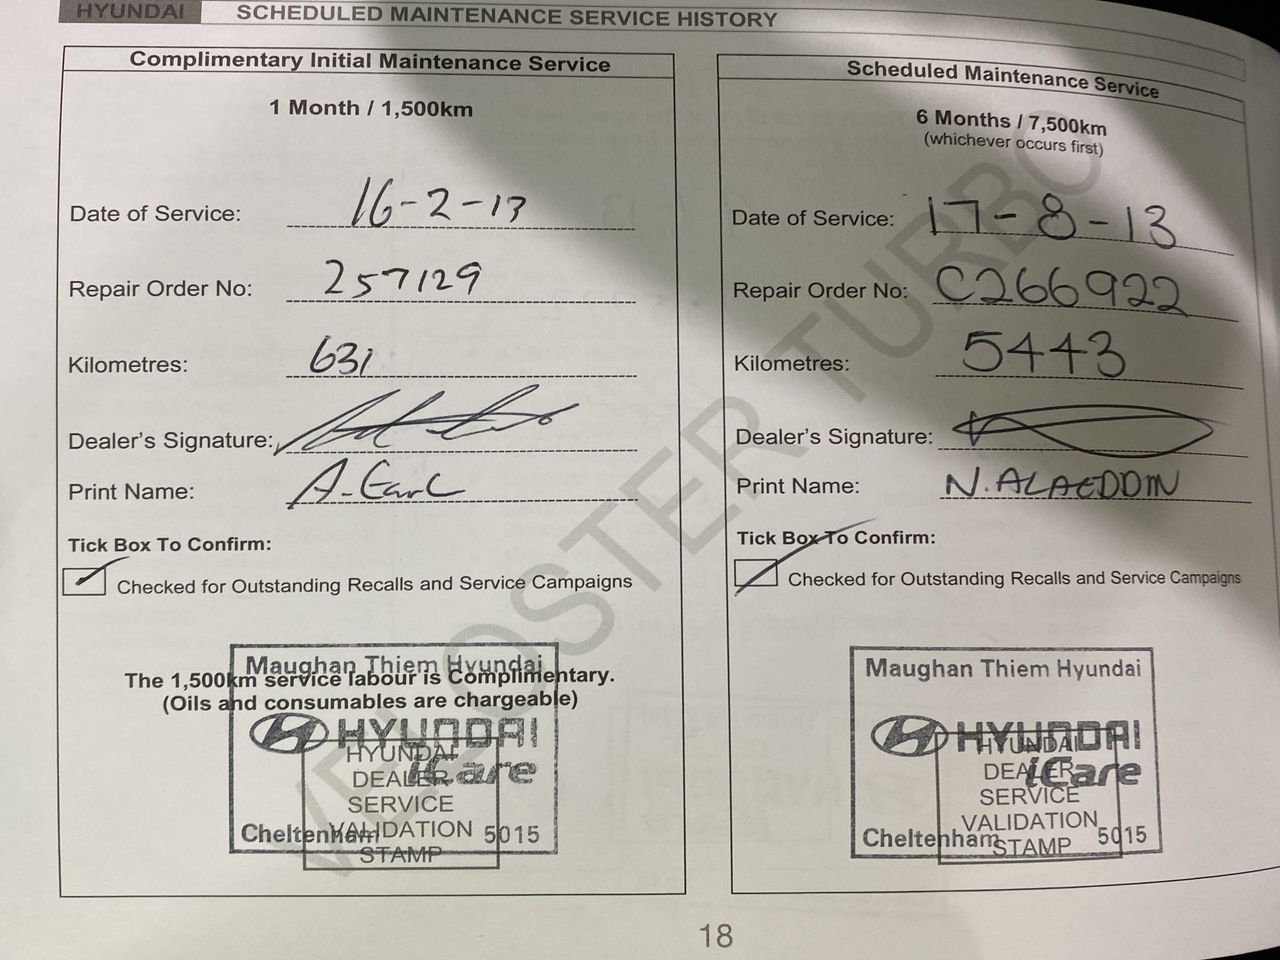 HYUNDAI SCHEDULED MAINTENANCE SERVICE HISTORY
Complimentary Initial Maintenance Service
1 Month / 1,500km
Date of Service: 16-2-13
Repair Order No: 257129
Kilometres: 631
Dealer's Signature:
Print Name: A. Earl
Tick Box To Confirm:
Checked for Outstanding Recalls and Service Campaigns
The 1,500km service labour is Complimentary.
(Oils and consumables are chargeable)
Maughan Thiem Hyundai
HYUNDAI
iCare
Cheltenham 5015
HYUNDAI
DEALER
SERVICE
VALIDATION
STAMP
Scheduled Maintenance Service
6 Months / 7,500km
(whichever occurs first)
Date of Service: 17-8-13
Repair Order No: C266922
Kilometres: 5443
Dealer's Signature:
Print Name: N. ALAEDDIN
Tick Box To Confirm:
Checked for Outstanding Recalls and Service Campaigns
Maughan Thiem Hyundai
HYUNDAI
iCare
Cheltenham 5015
HYUNDAI
DEALER
SERVICE
VALIDATION
STAMP
VELOSTER TURBO
18